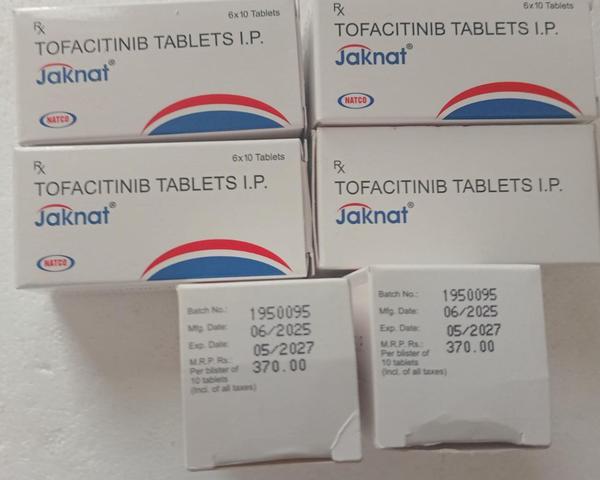 Rx 6x10 Tablets
TOFACITINIB TABLETS I.P.
Jaknat®
NATCO
Rx 6x10 Tablets
TOFACITINIB TABLETS I.P.
Jaknat®
NATCO
Rx 6x10 Tablets
TOFACITINIB TABLETS I.P.
Jaknat®
NATCO
Rx
TOFACITINIB TABLETS I.P.
Jaknat®
Batch No.: 1950095
Mfg. Date: 06/2025
Exp. Date: 05/2027
M.R.P. Rs.: 370.00
Per blister of
10 tablets
(Incl. of all taxes)
Batch No.: 1950095
Mfg. Date: 06/2025
Exp. Date: 05/2027
M.R.P. Rs.: 370.00
Per blister of
10 tablets
(Incl. of all taxes)